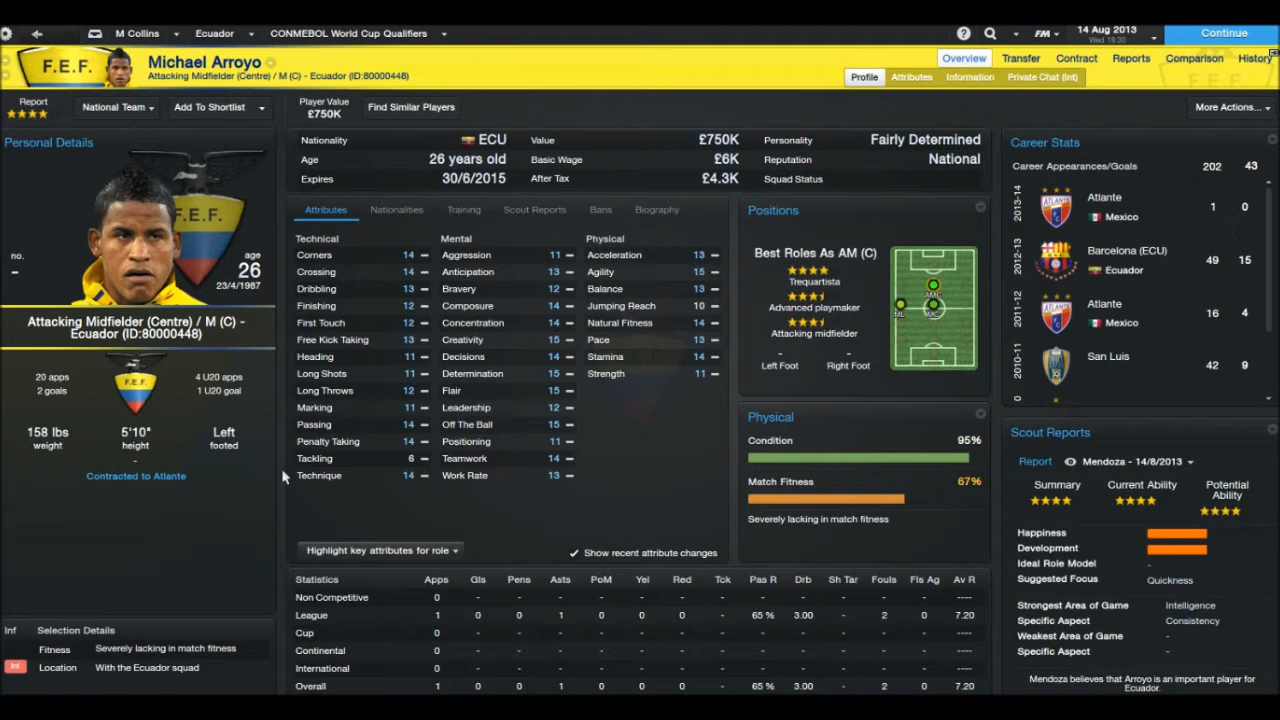 M Collins Ecuador CONMEBOL World Cup Qualifiers FM 14 Aug 2013 Wed 18:30 Continue
F.E.F. Michael Arroyo
Attacking Midfielder (Centre) / M (C) - Ecuador (ID:80000448)
Overview Transfer Contract Reports Comparison History
Profile Attributes Information Private Chat (Int)
Report
National Team Add To Shortlist
Player Value
£750K
Find Similar Players
More Actions...
Personal Details
F.E.F.
no.
-
age
26
23/4/1987
Attacking Midfielder (Centre) / M (C) -
Ecuador (ID:80000448)
20 apps
2 goals
F.E.F.
4 U20 apps
1 U20 goal
158 lbs
weight
5'10"
height
Left
footed
-
Contracted to Atlante
Inf Selection Details
Fitness Severely lacking in match fitness
Int Location With the Ecuador squad
Nationality ECU Value £750K Personality Fairly Determined
Age 26 years old Basic Wage £6K Reputation National
Expires 30/6/2015 After Tax £4.3K Squad Status
Attributes Nationalities Training Scout Reports Bans Biography
Technical Mental Physical
Corners 14 Aggression 11 Acceleration 13
Crossing 14 Anticipation 13 Agility 15
Dribbling 13 Bravery 12 Balance 13
Finishing 12 Composure 14 Jumping Reach 10
First Touch 12 Concentration 14 Natural Fitness 14
Free Kick Taking 13 Creativity 15 Pace 13
Heading 11 Decisions 14 Stamina 14
Long Shots 11 Determination 15 Strength 11
Long Throws 12 Flair 15
Marking 11 Leadership 12
Passing 14 Off The Ball 15
Penalty Taking 14 Positioning 11
Tackling 6 Teamwork 14
Technique 14 Work Rate 13
Highlight key attributes for role
Show recent attribute changes
Positions
Best Roles As AM (C)
Trequartista
Advanced playmaker
Attacking midfielder
-
Left Foot
-
Right Foot
AMC
ML MC
Physical
Condition 95%
Match Fitness 67%
Severely lacking in match fitness
Statistics Apps Gls Pens Asts PoM Yel Red Tck Pas R Drb Sh Tar Fouls Fls Ag Av R
Non Competitive 0 - - - - - - - - - - - - ----
League 1 0 0 1 0 0 0 - 65 % 3.00 - 2 0 7.20
Cup 0 - - - - - - - - - - - - ----
Continental 0 - - - - - - - - - - - - ----
International 0 - - - - - - - - - - - - ----
Overall 1 0 0 1 0 0 0 - 65 % 3.00 - 2 0 7.20
Career Stats
Career Appearances/Goals 202 43
2013-14 Atlante Mexico 1 0
2012-13 Barcelona (ECU) Ecuador 49 15
2011-12 Atlante Mexico 16 4
2010-11 San Luis 42 9
Scout Reports
Report Mendoza - 14/8/2013
Summary
Current Ability
Potential
Ability
Happiness
Development
Ideal Role Model -
Suggested Focus Quickness
Strongest Area of Game Intelligence
Specific Aspect Consistency
Weakest Area of Game -
Specific Aspect -
Mendoza believes that Arroyo is an important player for
Ecuador.